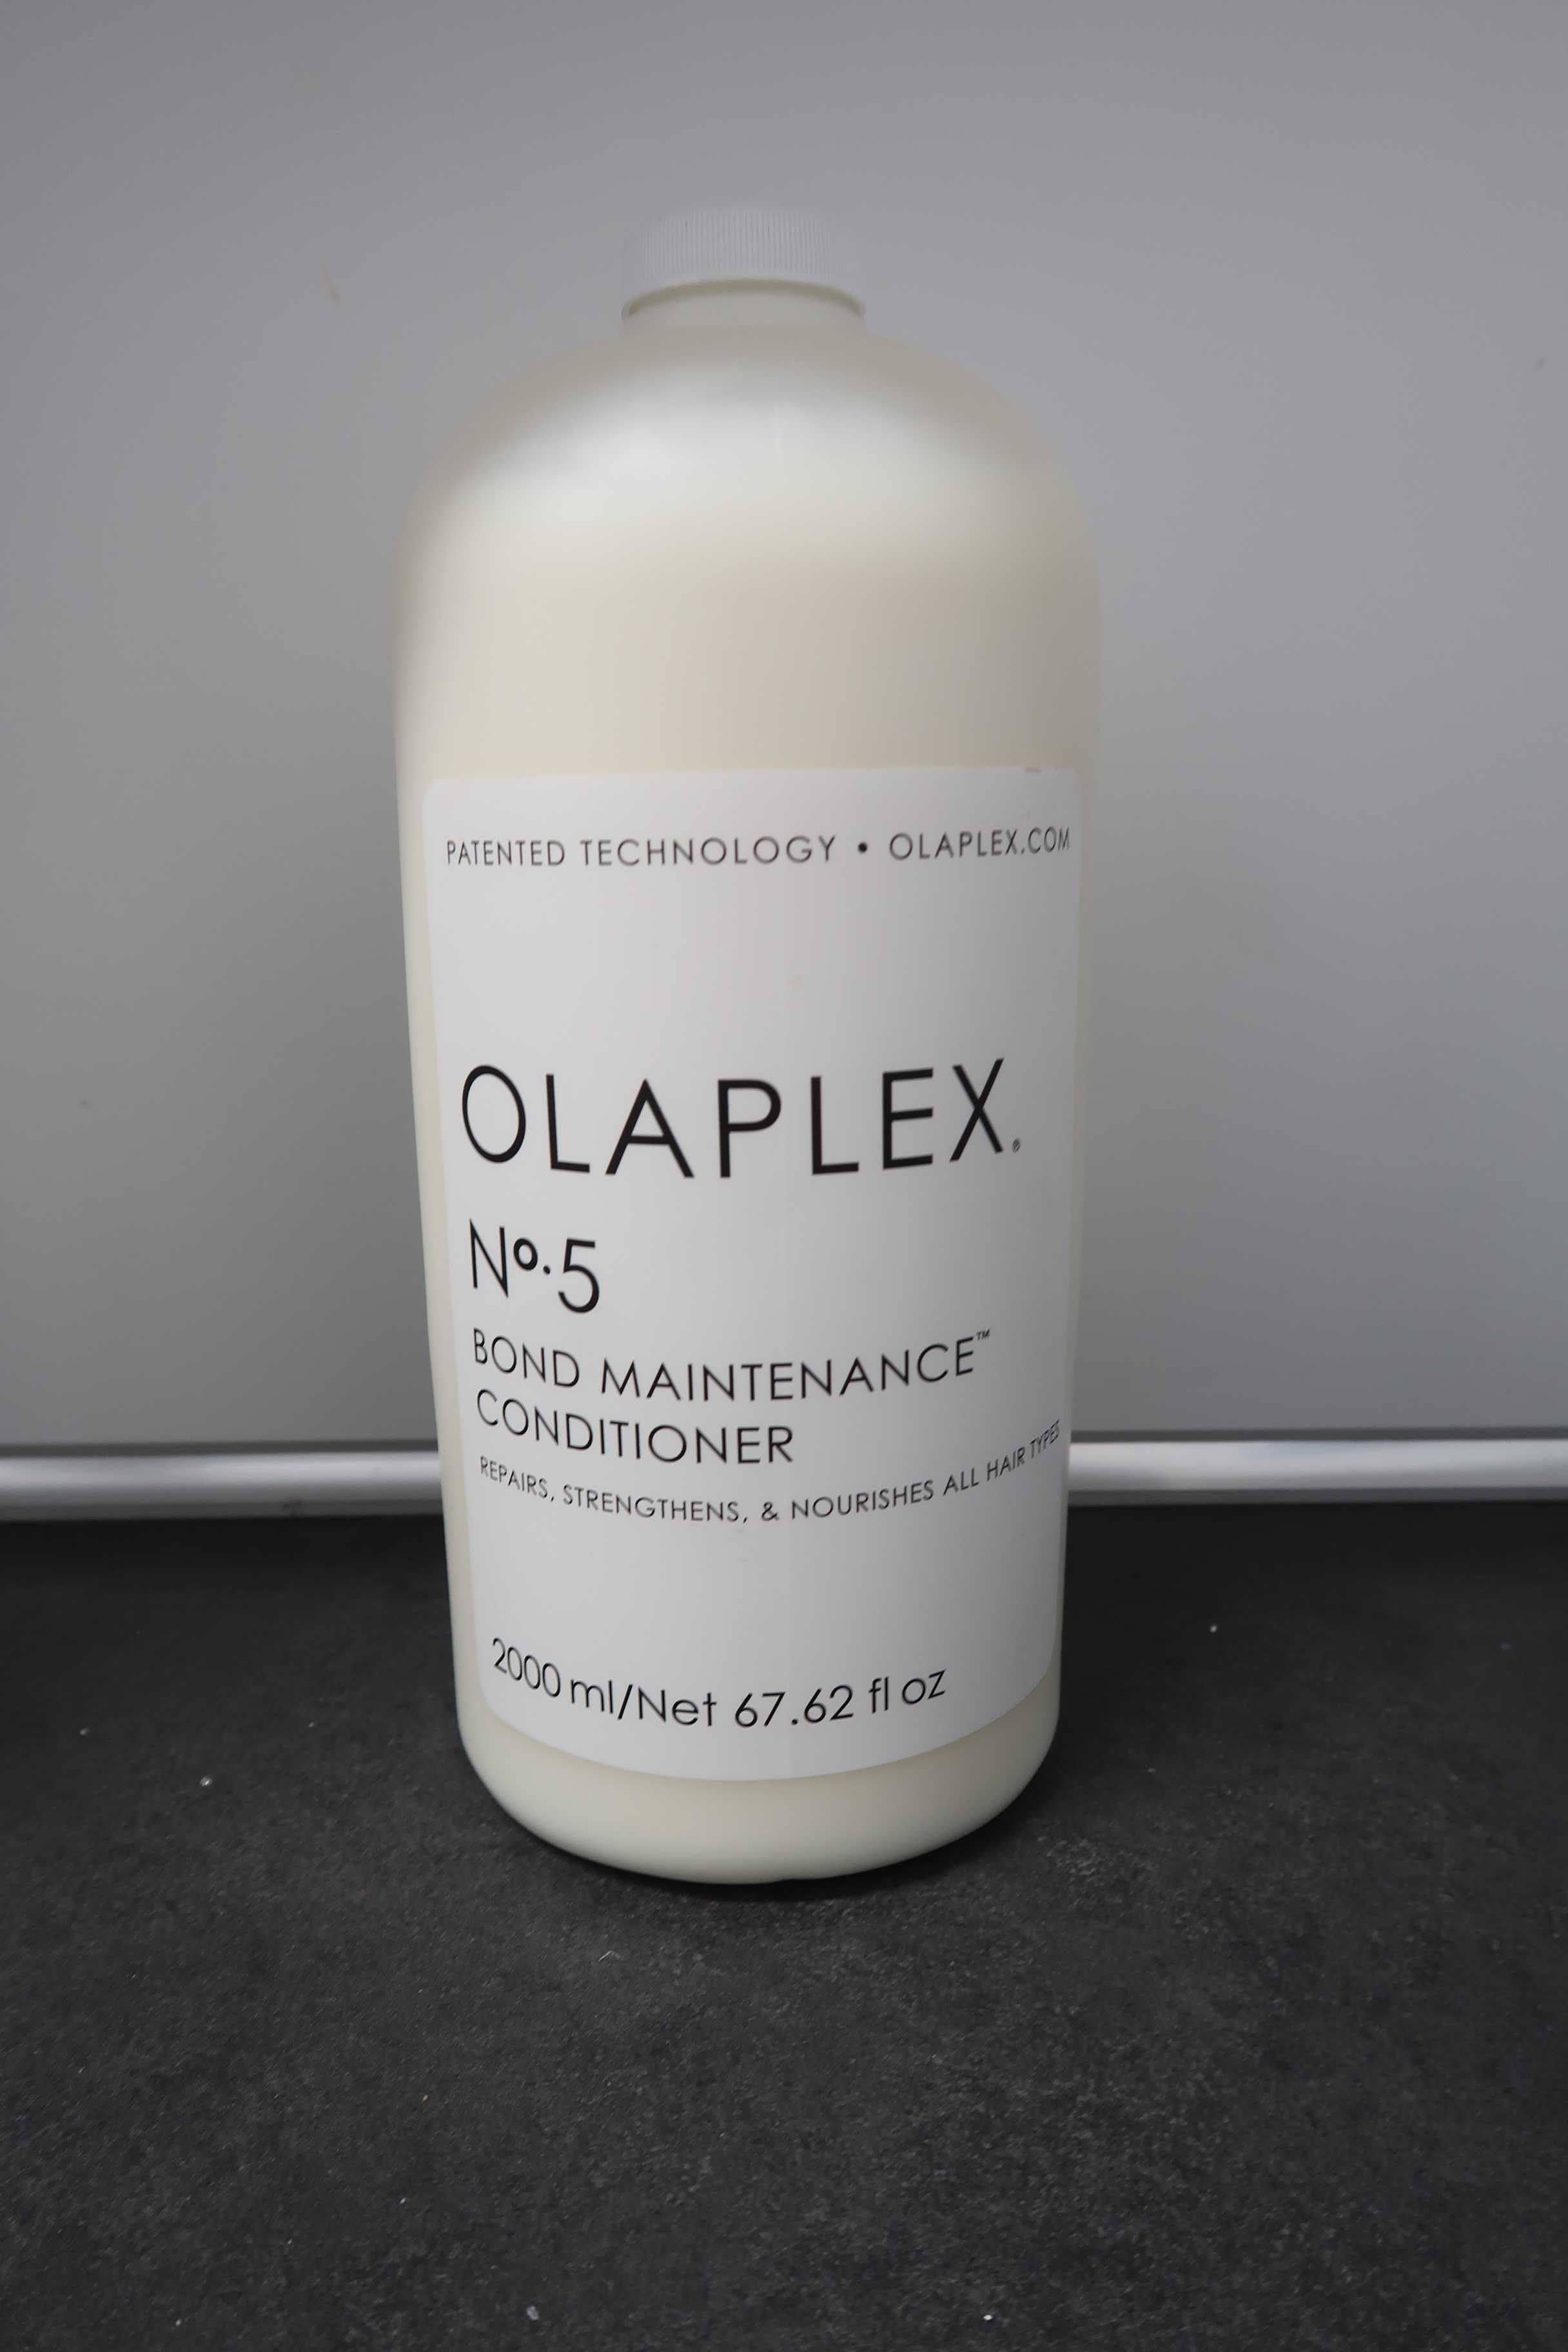 PATENTED TECHNOLOGY • OLAPLEX.COM
OLAPLEX®
Nº.5
BOND MAINTENANCE™
CONDITIONER
REPAIRS, STRENGTHENS, & NOURISHES ALL HAIR TYPES
2000 ml/Net 67.62 fl oz